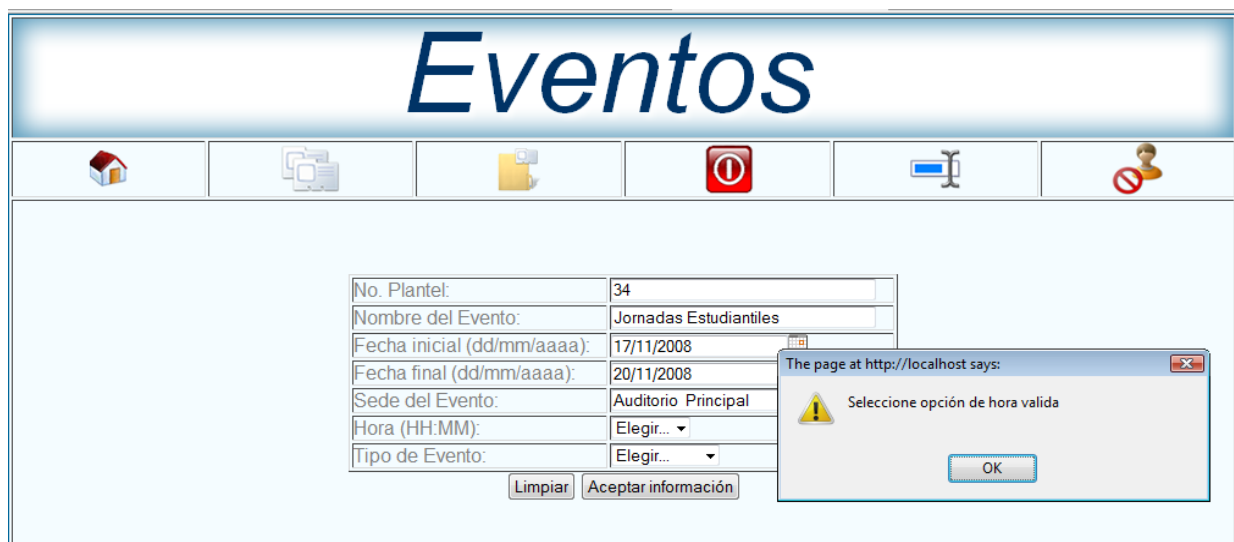 Eventos
No. Plantel: 34
Nombre del Evento: Jornadas Estudiantiles
Fecha inicial (dd/mm/aaaa): 17/11/2008
Fecha final (dd/mm/aaaa): 20/11/2008
Sede del Evento: Auditorio Principal
Hora (HH:MM): Elegir...
Tipo de Evento: Elegir...
Limpiar Aceptar información
The page at http://localhost says:
Seleccione opción de hora valida
OK